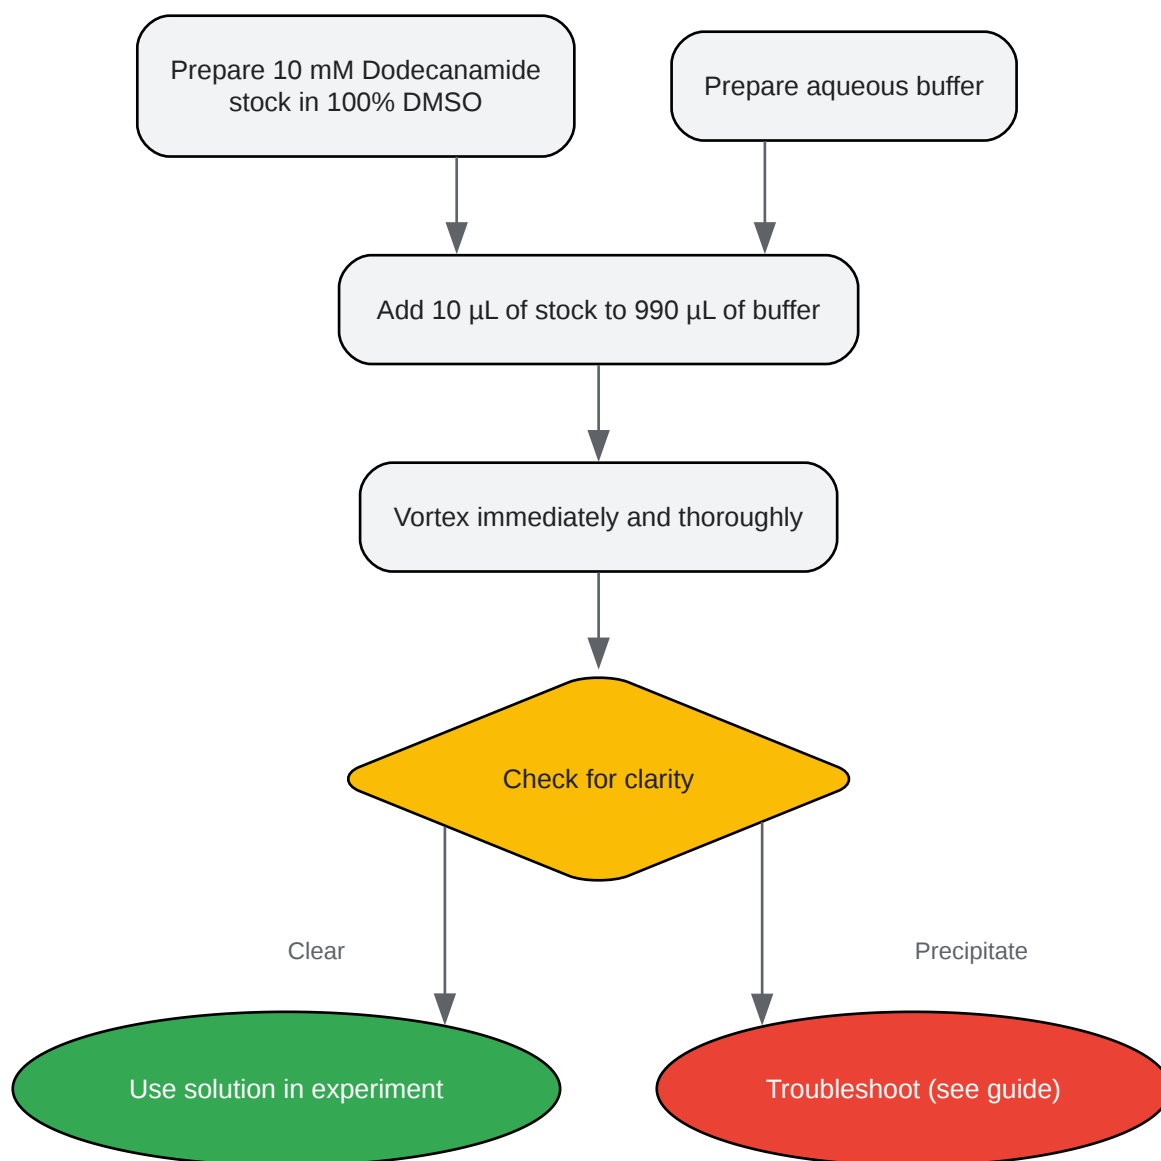 Prepare 10 mM Dodecanamide
stock in 100% DMSO
Prepare aqueous buffer
Add 10 µL of stock to 990 µL of buffer
Vortex immediately and thoroughly
Check for clarity
Clear
Precipitate
Use solution in experiment
Troubleshoot (see guide)